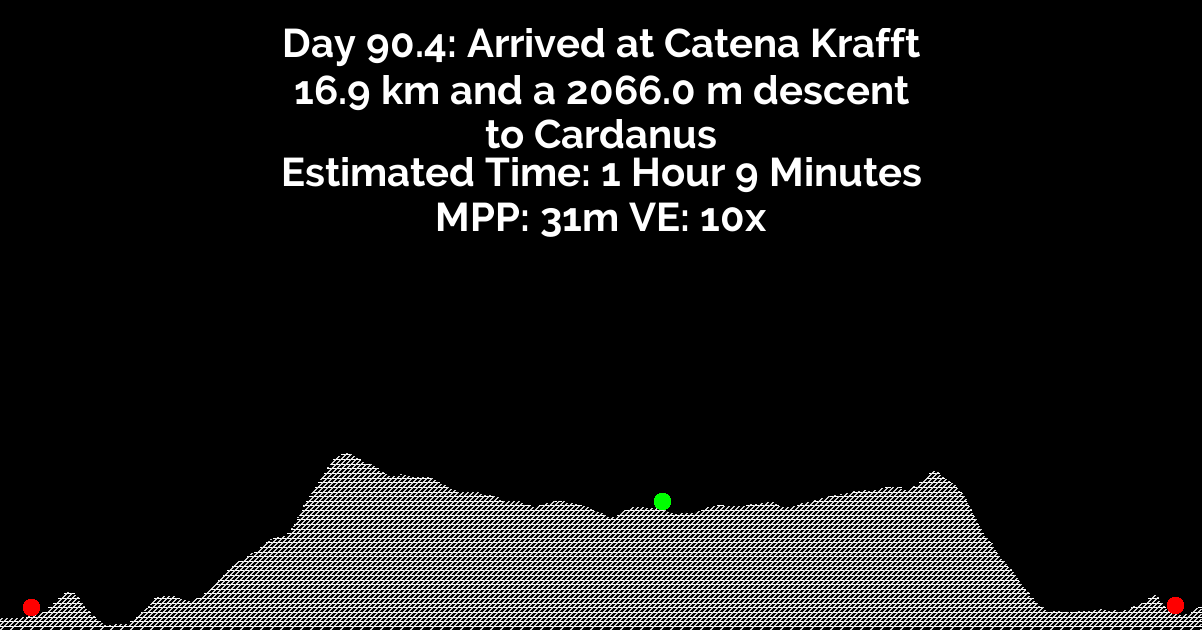 Day 90.4: Arrived at Catena Krafft
16.9 km and a 2066.0 m descent
to Cardanus
Estimated Time: 1 Hour 9 Minutes
MPP: 31m VE: 10x